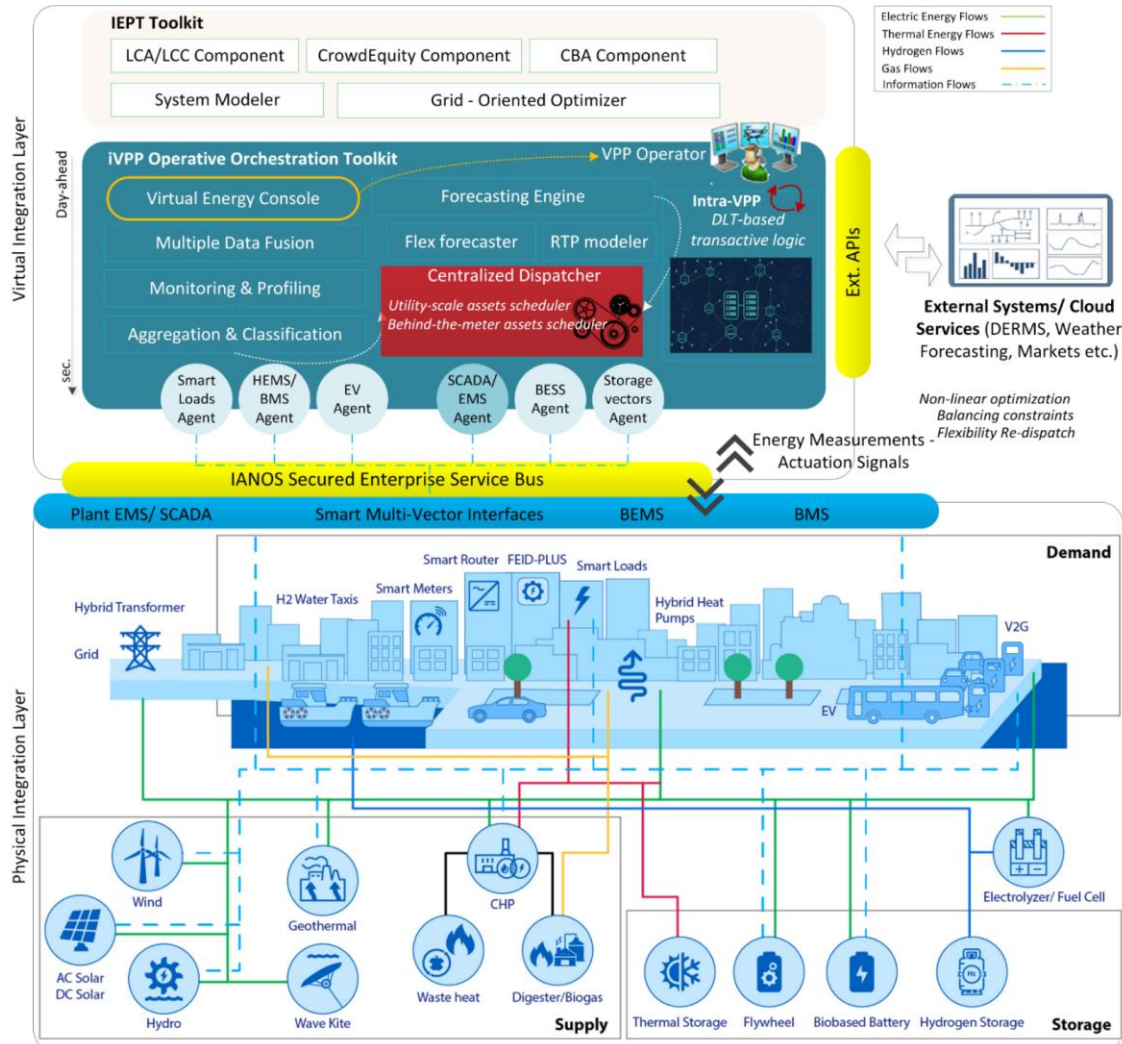 IEPT Toolkit
LCA/LCC Component
CrowdEquity Component
CBA Component
System Modeler
Grid - Oriented Optimizer
Electric Energy Flows
Thermal Energy Flows
Hydrogen Flows
Gas Flows
Information Flows
Virtual Integration Layer
Day-ahead
sec.
iVPP Operative Orchestration Toolkit
VPP Operator
Virtual Energy Console
Forecasting Engine
Intra-VPP
DLT-based
transactive logic
Multiple Data Fusion
Flex forecaster
RTP modeler
Monitoring & Profiling
Centralized Dispatcher
Utility-scale assets scheduler
Behind-the-meter assets scheduler
Aggregation & Classification
Smart
Loads
Agent
HEMS/
BMS
Agent
EV
Agent
SCADA/
EMS
Agent
BESS
Agent
Storage
vectors
Agent
Ext. APIs
External Systems/ Cloud
Services (DERMS, Weather
Forecasting, Markets etc.)
Non-linear optimization
Balancing constraints
Flexibility Re-dispatch
Energy Measurements -
Actuation Signals
IANOS Secured Enterprise Service Bus
Plant EMS/ SCADA
Smart Multi-Vector Interfaces
BEMS
BMS
Physical Integration Layer
Demand
Hybrid Transformer
Grid
H2 Water Taxis
Smart Meters
Smart Router
FEID-PLUS
Smart Loads
Hybrid Heat
Pumps
V2G
EV
Wind
Geothermal
CHP
Electrolyzer/ Fuel Cell
AC Solar
DC Solar
Hydro
Wave Kite
Waste heat
Digester/Biogas
Supply
Thermal Storage
Flywheel
Biobased Battery
H2
Hydrogen Storage
Storage